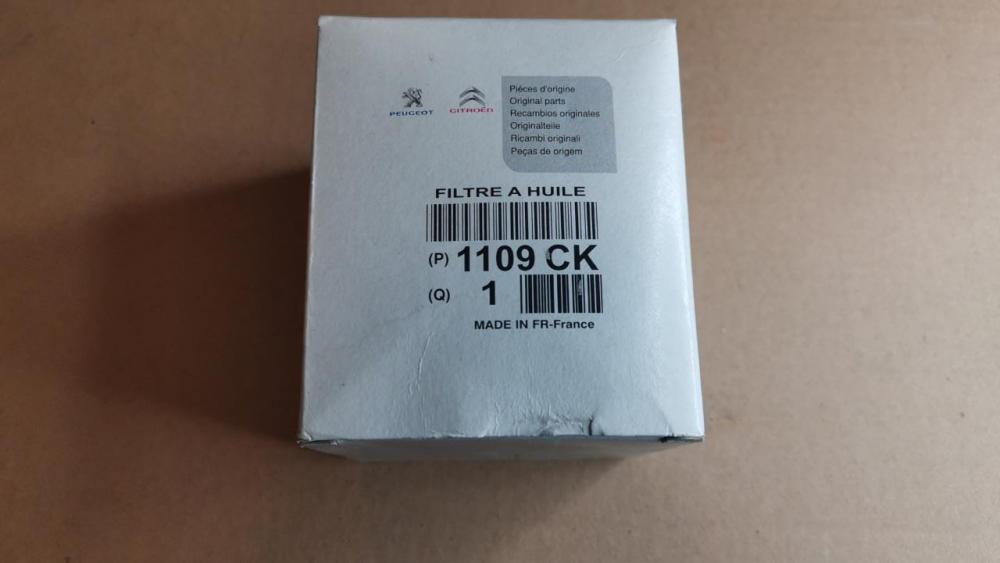 PEUGEOT
CITROËN
Pièces d'origine
Original parts
Recambios originales
Originalteile
Ricambi originali
Peças de origem
FILTRE A HUILE
(P) 1109 CK
(Q) 1
MADE IN FR-France